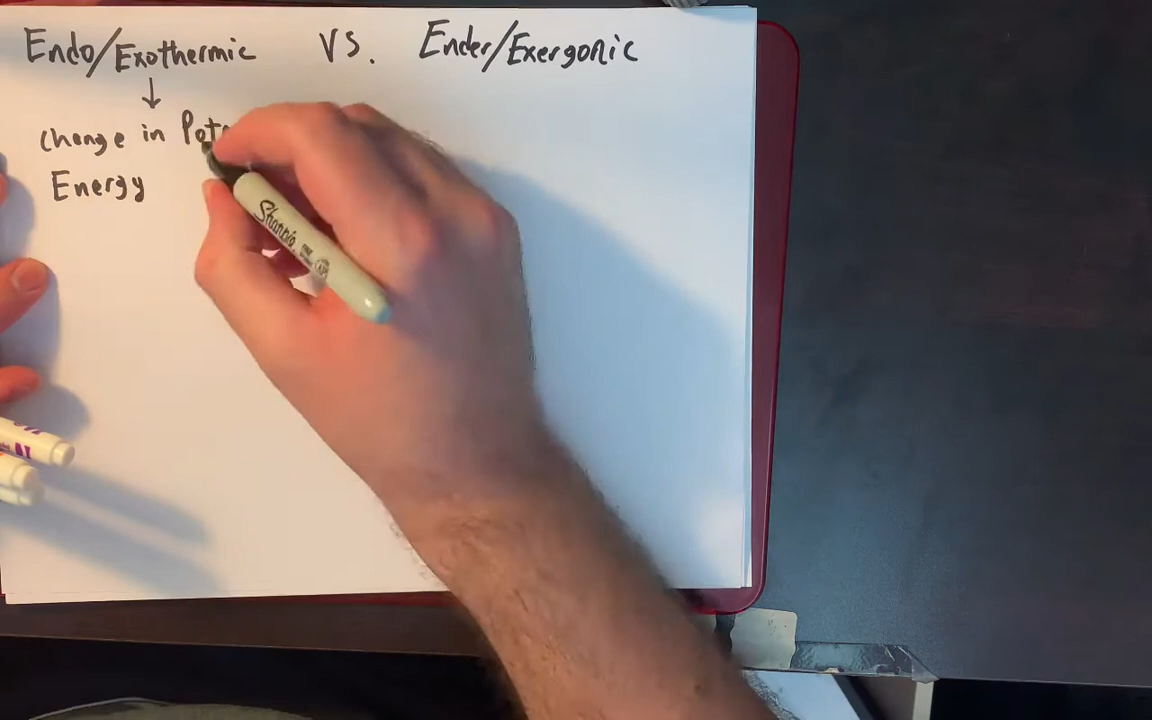 Endo/Exothermic VS. Ender/Exergonic
↓
Change in Pot
Energy
Sharpie